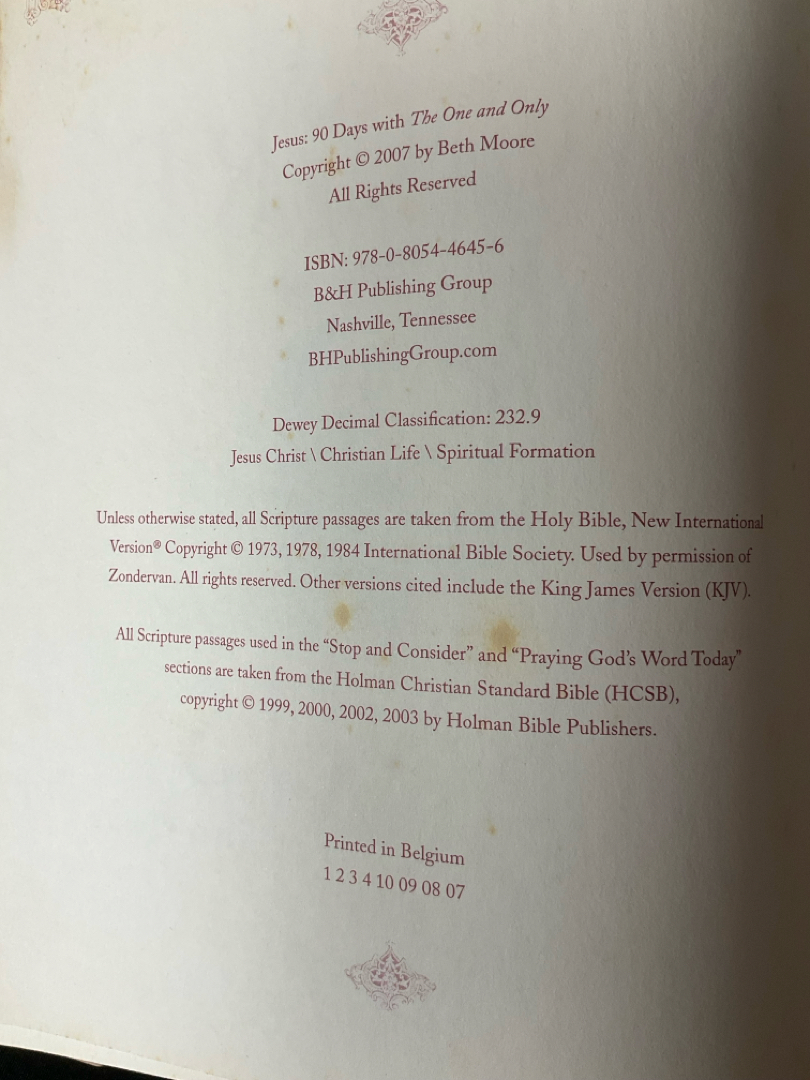 Jesus: 90 Days with The One and Only
Copyright © 2007 by Beth Moore
All Rights Reserved
ISBN: 978-0-8054-4645-6
B&H Publishing Group
Nashville, Tennessee
BHPublishingGroup.com
Dewey Decimal Classification: 232.9
Jesus Christ \ Christian Life \ Spiritual Formation
Unless otherwise stated, all Scripture passages are taken from the Holy Bible, New International
Version® Copyright © 1973, 1978, 1984 International Bible Society. Used by permission of
Zondervan. All rights reserved. Other versions cited include the King James Version (KJV).
All Scripture passages used in the “Stop and Consider” and “Praying God’s Word Today”
sections are taken from the Holman Christian Standard Bible (HCSB),
copyright © 1999, 2000, 2002, 2003 by Holman Bible Publishers.
Printed in Belgium
1 2 3 4 10 09 08 07